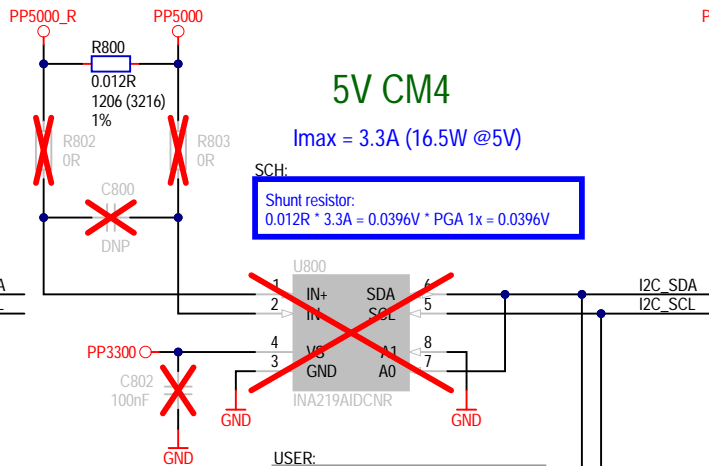 PP5000_R
PP5000
P
R800
0.012R
1206 (3216)
1%
5V CM4
Imax = 3.3A (16.5W @5V)
R802
0R
R803
0R
SCH:
Shunt resistor:
0.012R * 3.3A = 0.0396V * PGA 1x = 0.0396V
C800
DNP
U800
A
1
IN+
SDA
6
I2C_SDA
L
2
IN-
SCL
5
I2C_SCL
PP3300
4
VS
A1
8
3
GND
A0
7
C802
100nF
INA219AIDCNR
GND
GND
GND
USER: